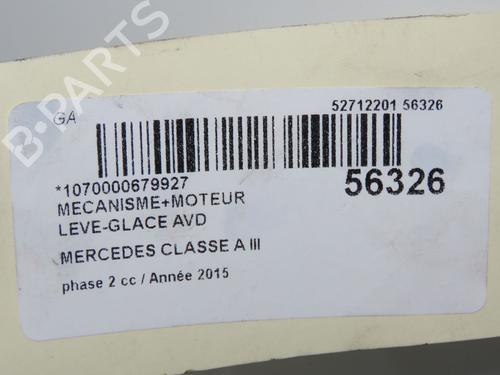 B-PARTS
GA
52712201 56326
*1070000679927
56326
MECANISME+MOTEUR
LEVE-GLACE AVD
MERCEDES CLASSE A III
phase 2 cc / Année 2015